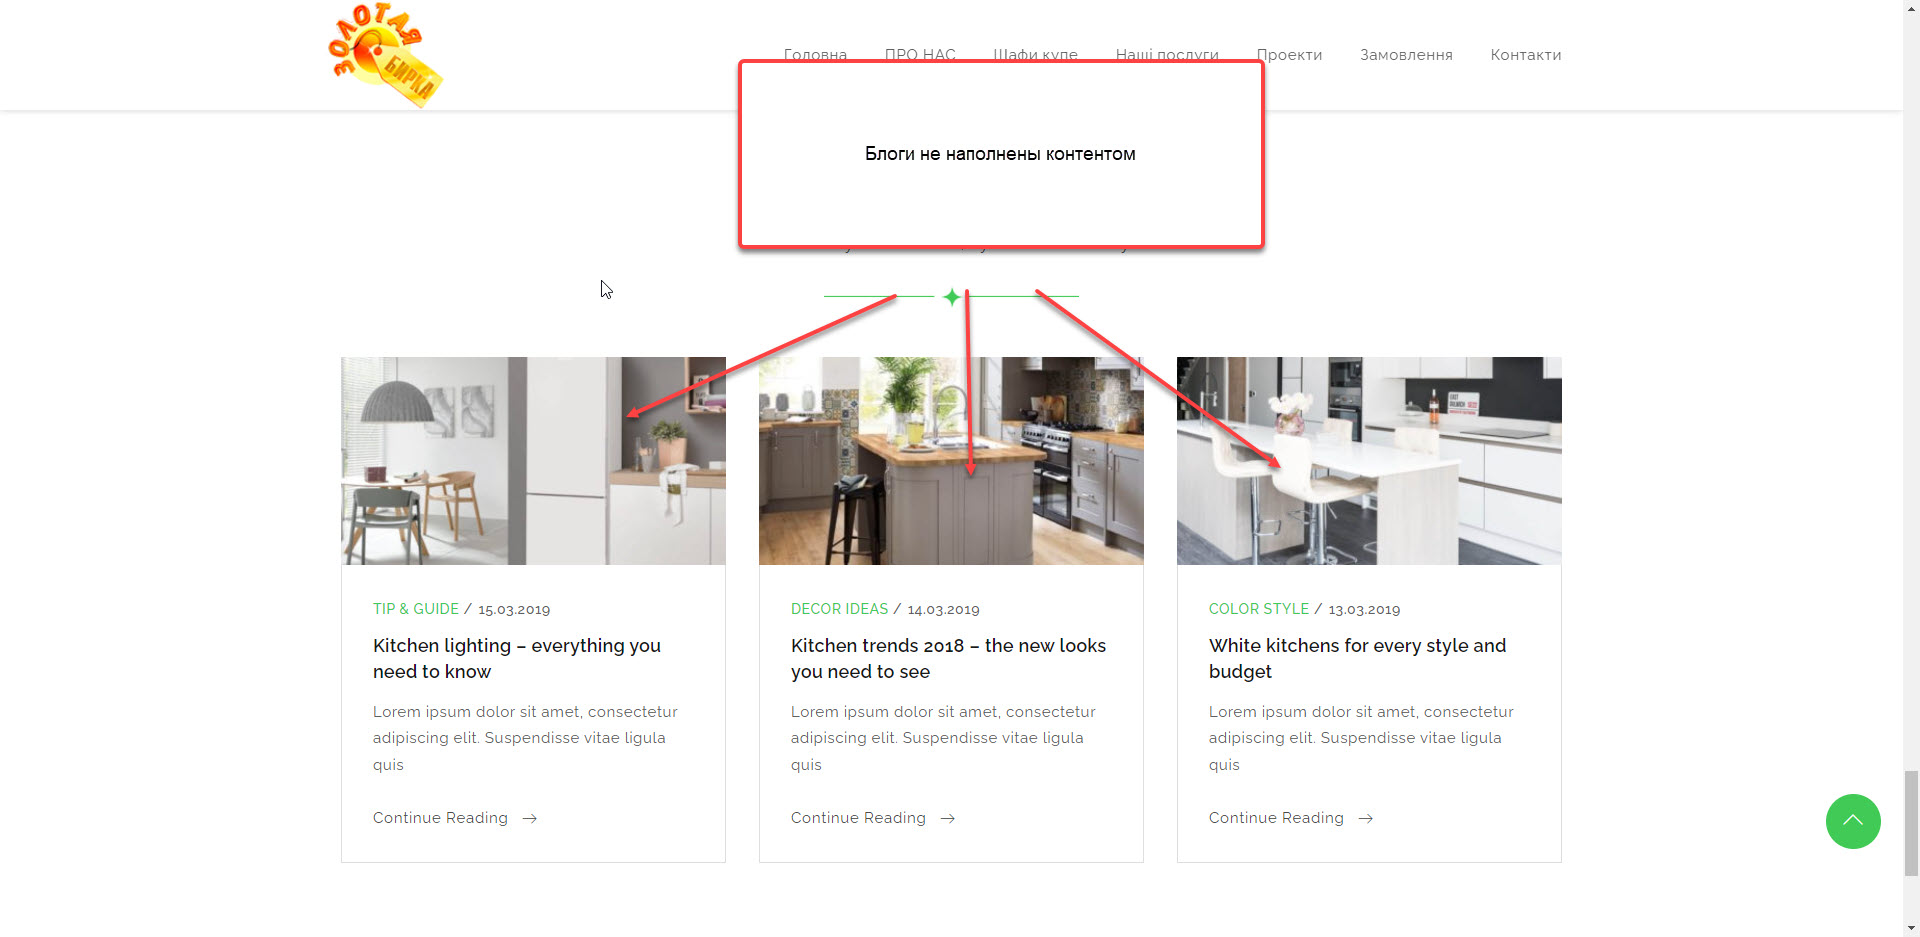 ЗОЛОТАЯ
БИРКА
Головна ПРО НАС Шафи купе Наші послуги Проекти Замовлення Контакти
Блоги не наполнены контентом
TIP & GUIDE / 15.03.2019
Kitchen lighting – everything you
need to know
Lorem ipsum dolor sit amet, consectetur
adipiscing elit. Suspendisse vitae ligula
quis
Continue Reading →
DECOR IDEAS / 14.03.2019
Kitchen trends 2018 – the new looks
you need to see
Lorem ipsum dolor sit amet, consectetur
adipiscing elit. Suspendisse vitae ligula
quis
Continue Reading →
COLOR STYLE / 13.03.2019
White kitchens for every style and
budget
Lorem ipsum dolor sit amet, consectetur
adipiscing elit. Suspendisse vitae ligula
quis
Continue Reading →